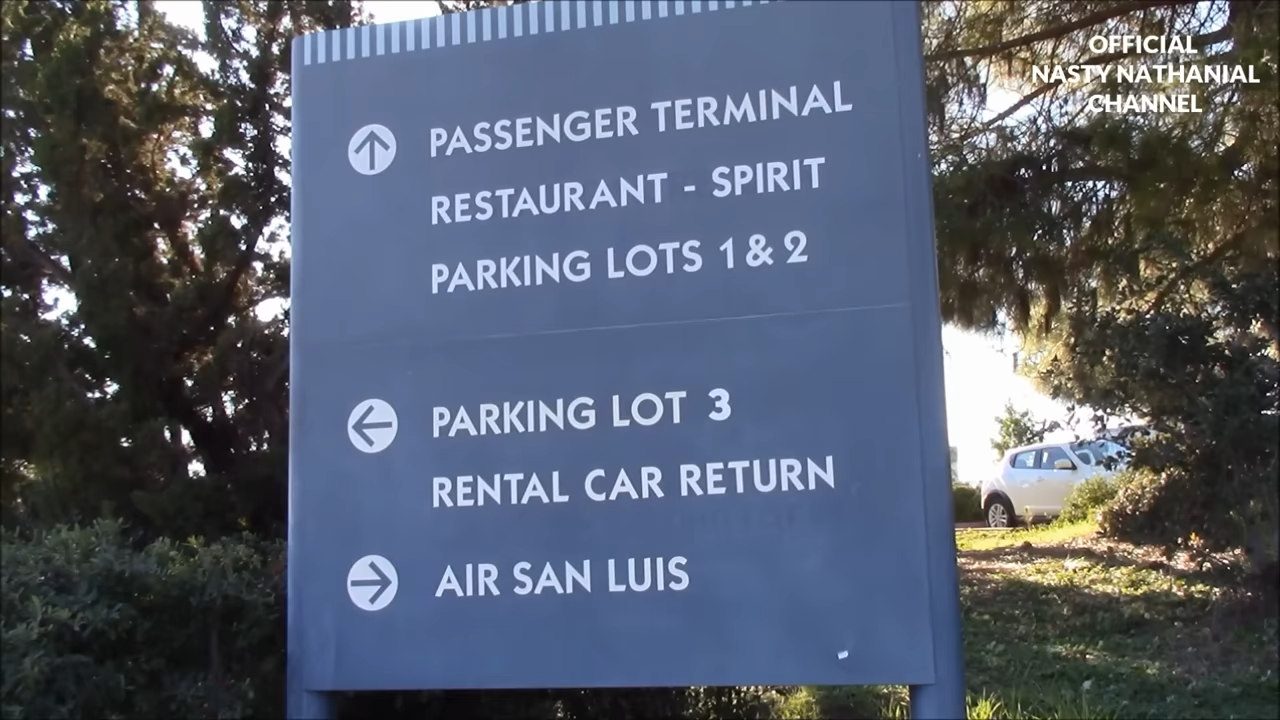 OFFICIAL
NASTY NATHANIAL
CHANNEL
PASSENGER TERMINAL
RESTAURANT - SPIRIT
PARKING LOTS 1 & 2
PARKING LOT 3
RENTAL CAR RETURN
AIR SAN LUIS